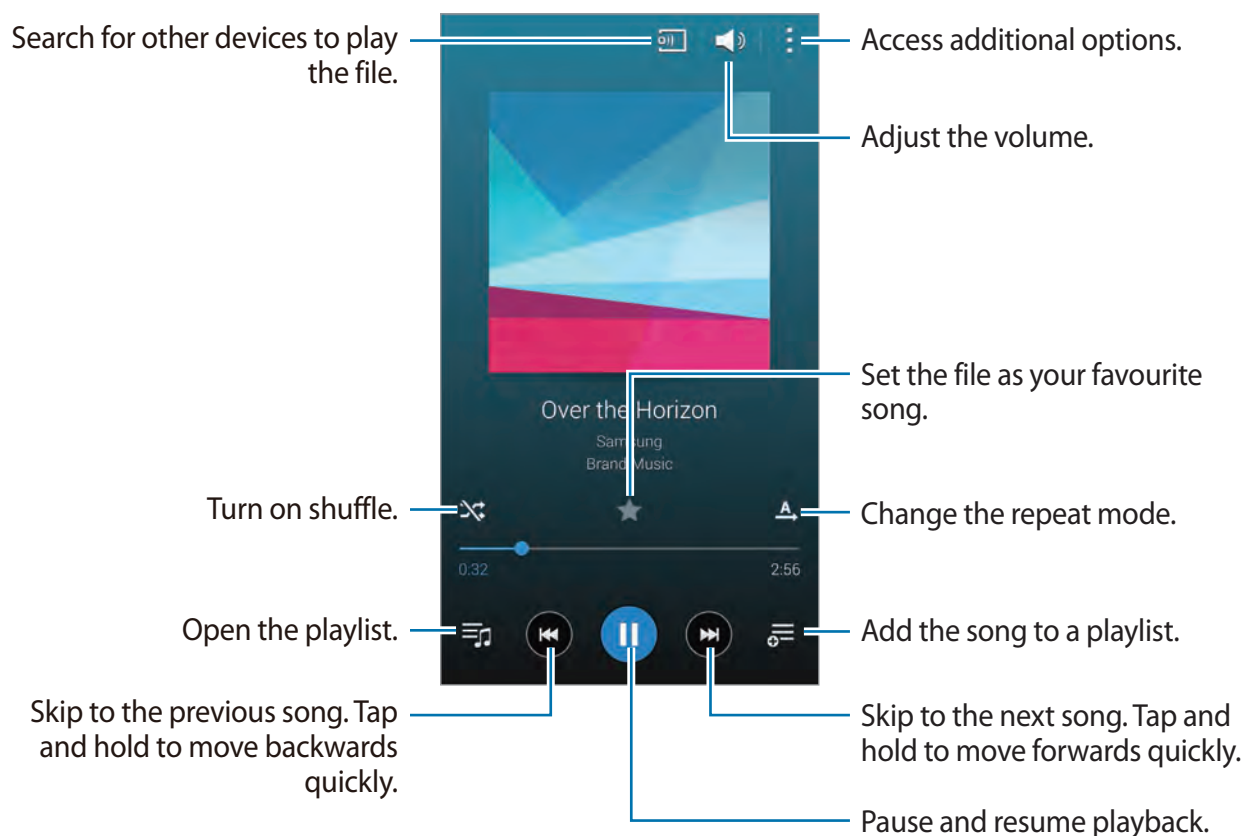 Search for other devices to play
the file.
Access additional options.
Adjust the volume.
Set the file as your favourite
song.
Over the Horizon
Samsung
Brand Music
Turn on shuffle.
A
Change the repeat mode.
0:32
2:56
Open the playlist.
Add the song to a playlist.
Skip to the previous song. Tap
and hold to move backwards
quickly.
Skip to the next song. Tap and
hold to move forwards quickly.
Pause and resume playback.